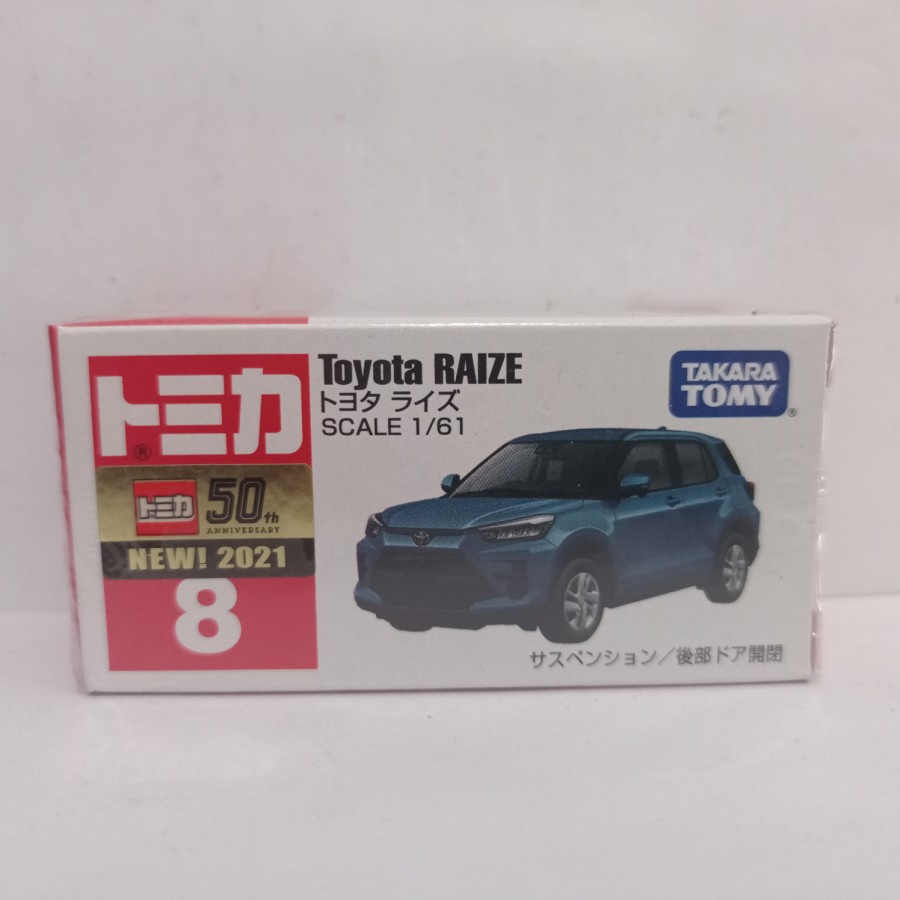 トミカ®
Toyota RAIZE
トヨタ ライズ
SCALE 1/61
TAKARA
TOMY®
トミカ 50th
ANNIVERSARY
NEW! 2021
8
サスペンション/後部ドア開閉